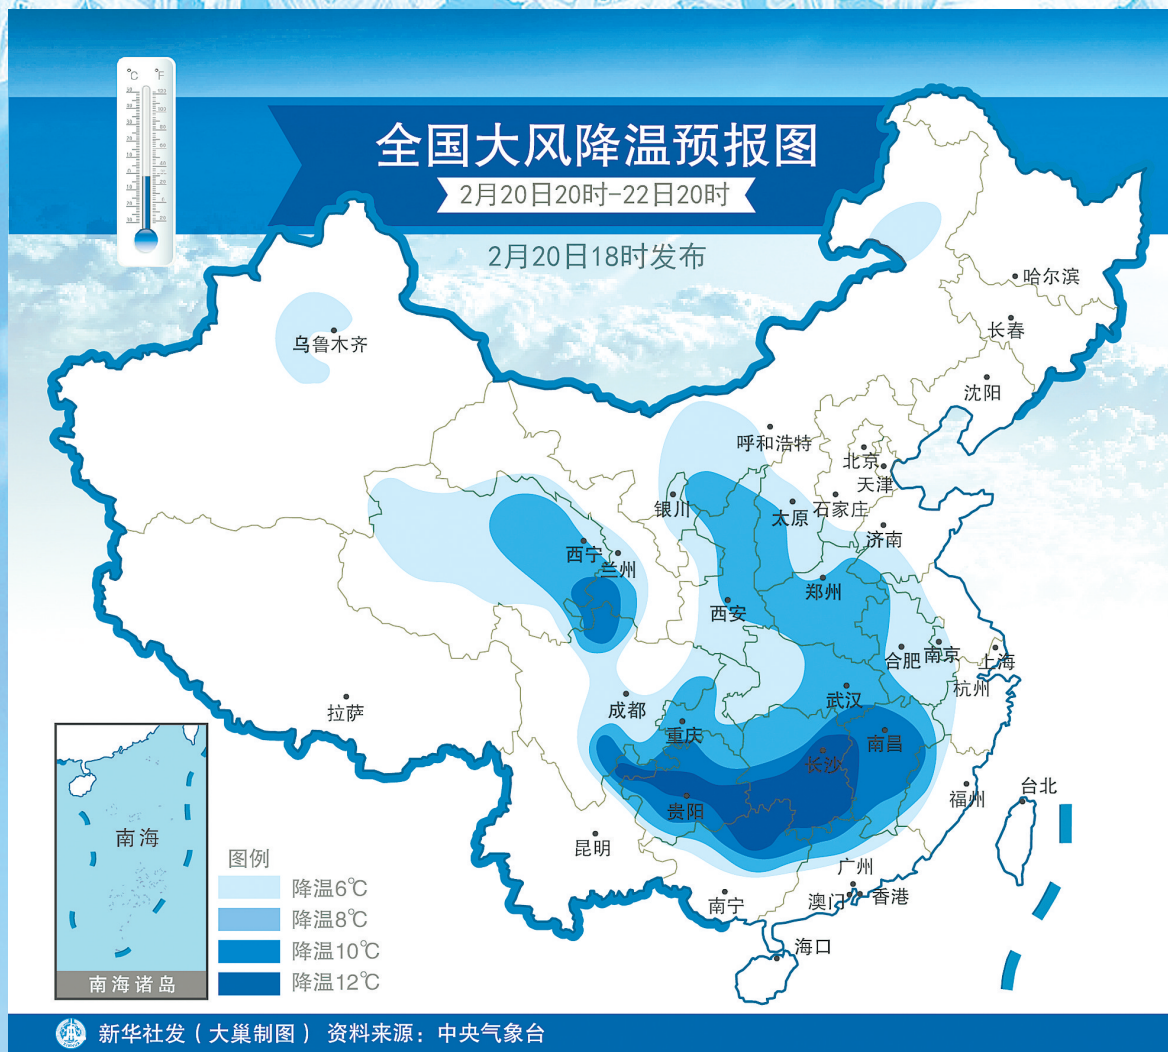 ℃ ℉
全国大风降温预报图
2月20日20时-22日20时
2月20日18时发布
哈尔滨
长春
乌鲁木齐
沈阳
呼和浩特
北京
天津
银川
太原
石家庄
济南
西宁
兰州
郑州
西安
合肥
南京
上海
杭州
拉萨
成都
武汉
重庆
南昌
长沙
贵阳
福州
台北
昆明
南海
广州
南宁
澳门
香港
海口
图例
降温6℃
降温8℃
降温10℃
降温12℃
南海诸岛
新华社发(大巢制图) 资料来源:中央气象台